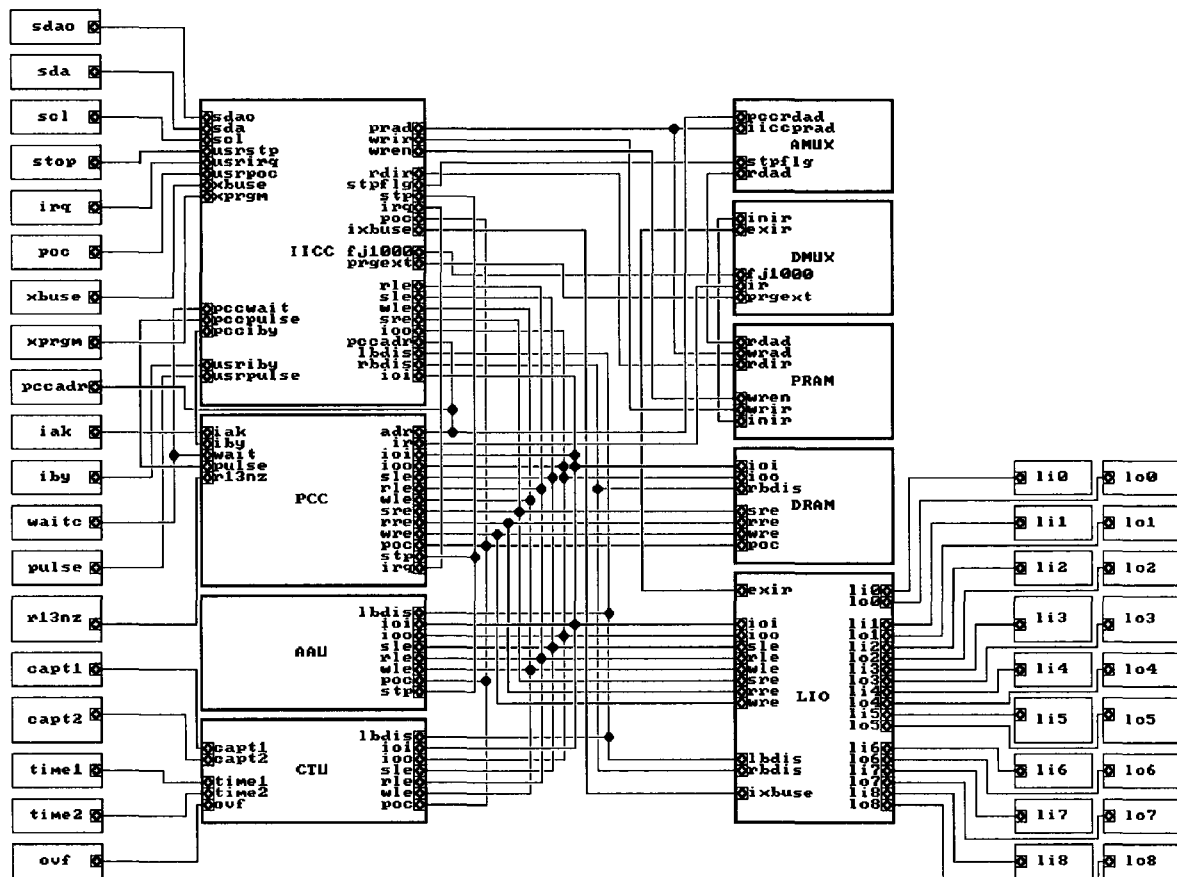 sdao
sda
scl
stop
irq
poc
xbuse
xprgm
pccadr
iak
iby
waitc
pulse
r13nz
capt1
capt2
time1
time2
ovf
sdao
sda
scl
usrstp
usrirq
usrpoc
xbuse
xprgm
pccwait
pccpulse
pcciby
usriby
usrpulse
IICC
prad
wrir
wren
rdir
stpflg
stp
irq
poc
ixbuse
fj1000
prgext
rle
sle
wle
sre
ioo
pccadr
lbdis
rbdis
ioi
iak
iby
wait
pulse
r13nz
PCC
adr
ir
ioi
ioo
sle
rle
wle
sre
rre
wre
poc
stp
irq
AAU
lbdis
ioi
ioo
sle
rle
wle
poc
stp
capt1
capt2
time1
time2
ovf
CTU
lbdis
ioi
ioo
sle
rle
wle
poc
pccrdad
iiccprad
AMUX
stpflg
rdad
inir
exir
DMUX
fj1000
ir
prgext
rdad
wrad
rdir
PRAM
wren
wrir
inir
ioi
ioo
rbdis
DRAM
sre
rre
wre
poc
exir
ioi
ioo
sle
rle
wle
sre
rre
wre
LIO
lbdis
rbdis
ixbuse
li0
lo0
li1
lo1
li2
lo2
li3
lo3
li4
lo4
li5
lo5
li6
lo6
li7
lo7
li8
lo8
li0 lo0
li1 lo1
li2 lo2
li3 lo3
li4 lo4
li5 lo5
li6 lo6
li7 lo7
li8 lo8